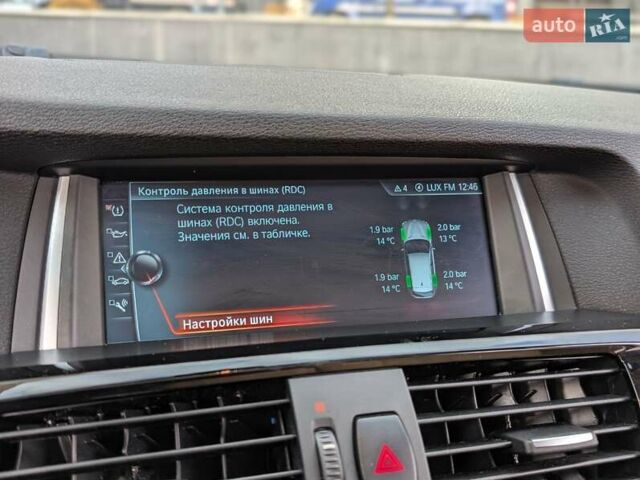 auto RIA
.com
Контроль давления в шинах (RDC)
4 LUX FM 12:46
Система контроля давления в
шинах (RDC) включена.
Значения см. в табличке.
1.9 bar 2.0 bar
14 °C 13 °C
1.9 bar 2.0 bar
14 °C 14 °C
Настройки шин